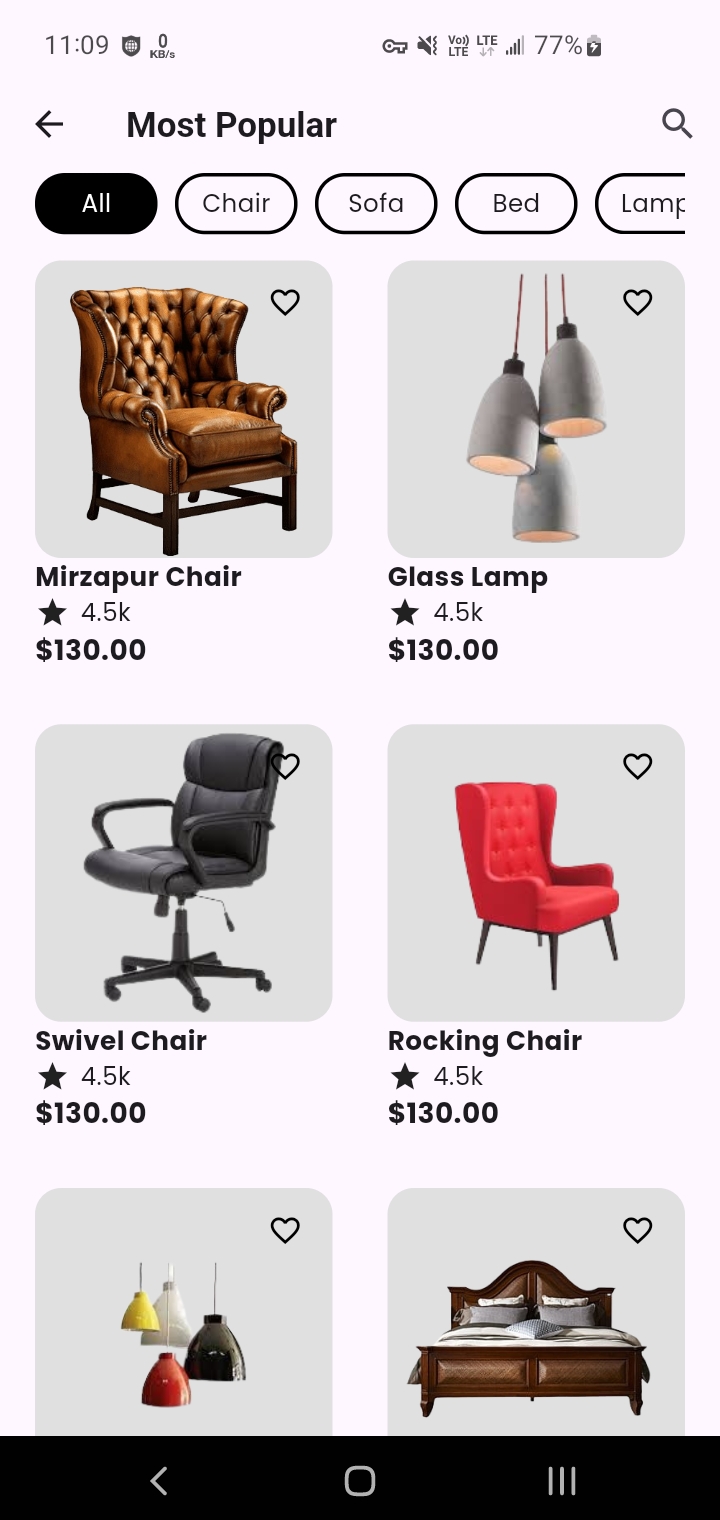 11:09 0 KB/s Vo)) LTE LTE 77%
Most Popular
All Chair Sofa Bed Lamp
Mirzapur Chair Glass Lamp
4.5k 4.5k
$130.00 $130.00
Swivel Chair Rocking Chair
4.5k 4.5k
$130.00 $130.00